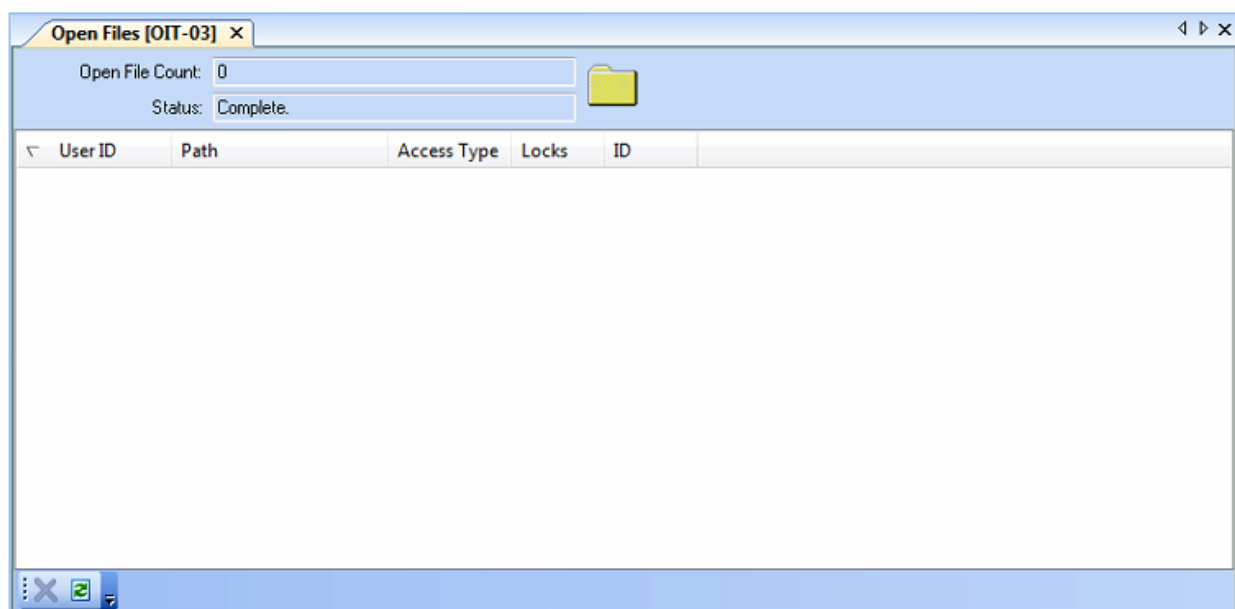 Open Files [OIT-03]
Open File Count: 0
Status: Complete.
User ID Path Access Type Locks ID